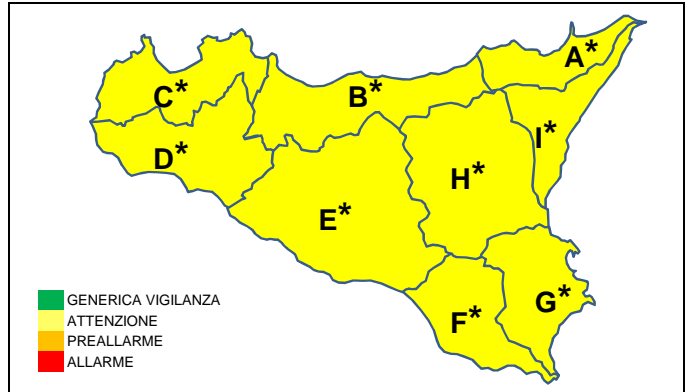 A*
B*
C*
I*
D*
H*
E*
F*
G*
GENERICA VIGILANZA
ATTENZIONE
PREALLARME
ALLARME